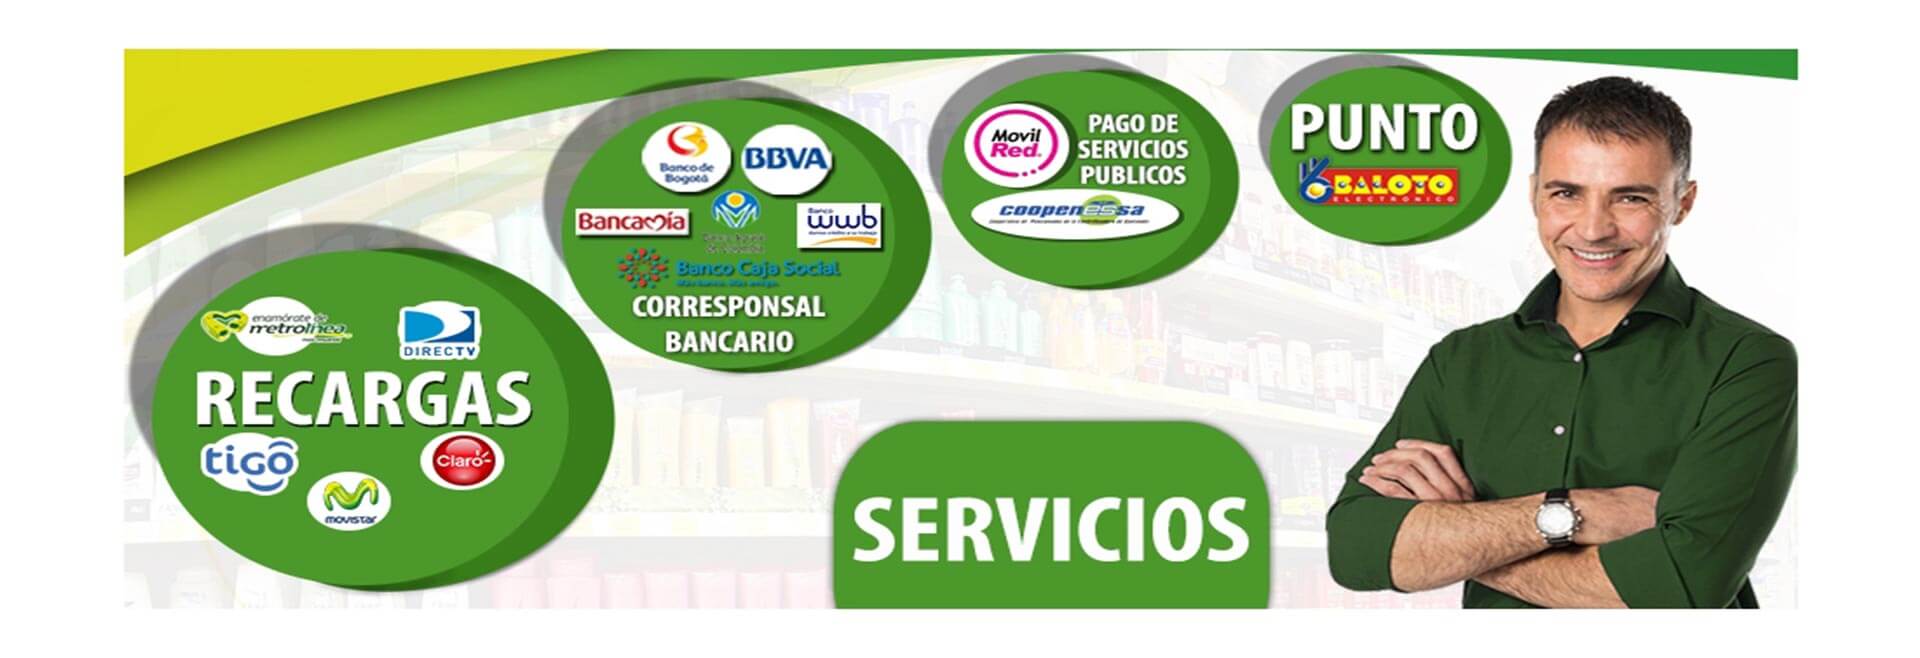 enamórate de
metrolínea
DIRECTV
RECARGAS
tigo
Claro
movistar
Banco de
Bogotá
BBVA
Bancamía
Banco
wwb
Banco Caja Social
CORRESPONSAL
BANCARIO
Movil
Red.
PAGO DE
SERVICIOS
PUBLICOS
coopenessa
PUNTO
BALOTO
ELECTRONICO
SERVICIOS